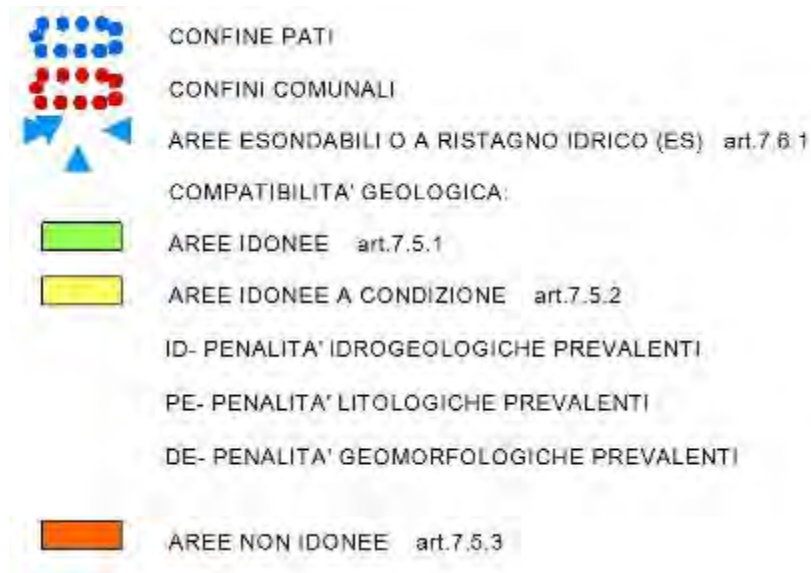 CONFINE PATI
CONFINI COMUNALI
AREE ESONDABILI O A RISTAGNO IDRICO (ES) art.7.6.1
COMPATIBILITA' GEOLOGICA:
AREE IDONEE art.7.5.1
AREE IDONEE A CONDIZIONE art.7.5.2
ID- PENALITA' IDROGEOLOGICHE PREVALENTI
PE- PENALITA' LITOLOGICHE PREVALENTI
DE- PENALITA' GEOMORFOLOGICHE PREVALENTI
AREE NON IDONEE art.7.5.3